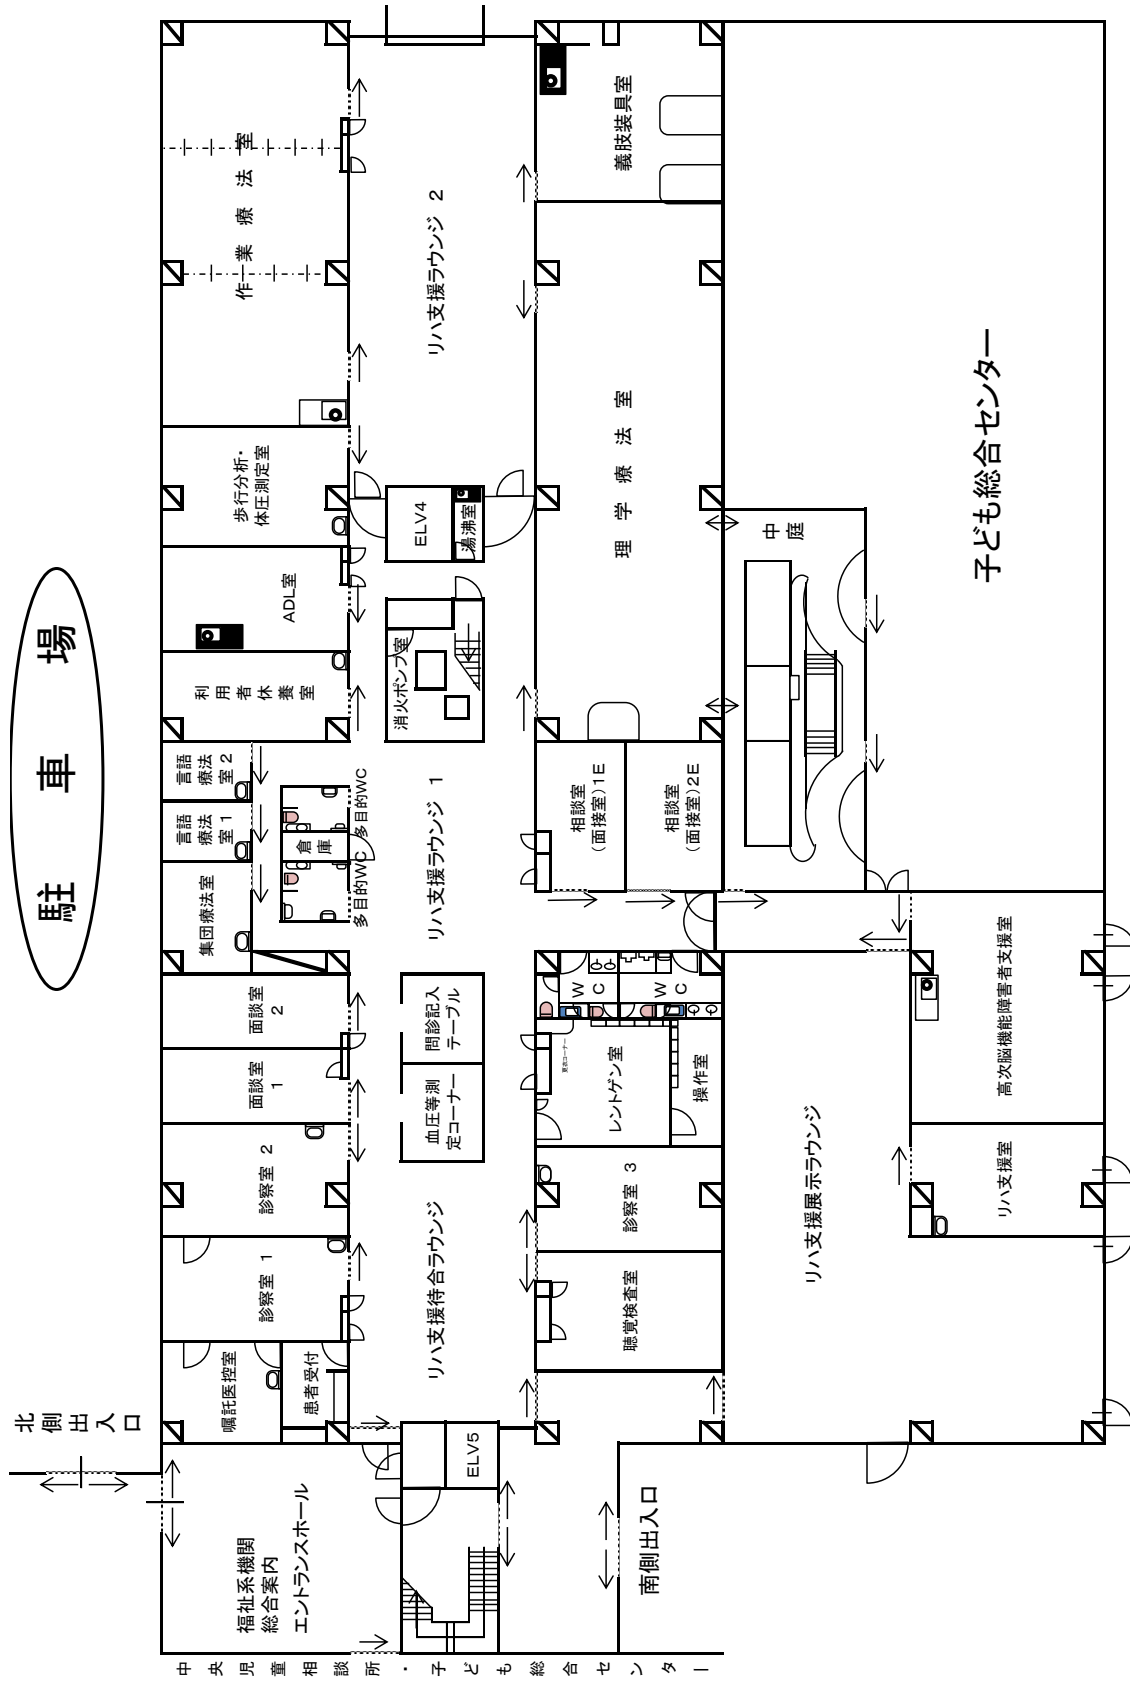 駐車場
作業療法室
歩行分析・
体圧測定室
ADL室
利用者休養室
言語
療法
室2
言語
療法
室1
集団療法室
面談室
2
面談室
1
診察室 2
診察室 1
嘱託医控室
患者受付
北側出入口
福祉系機関
総合案内
エントランスホール
リハ支援ラウンジ 2
ELV4
湯沸室
消火ポンプ室
多目的WC
倉庫
多目的WC
リハ支援ラウンジ 1
問診記入
テーブル
血圧等測
定コーナー
リハ支援待合ラウンジ
ELV5
義肢装具室
理学療法室
相談室
(面接室)1E
相談室
(面接室)2E
WC
WC
更衣コーナー
レントゲン室
操作室
診察室 3
聴覚検査室
南側出入口
中庭
子ども総合センター
高次脳機能障害者支援室
リハ支援室
リハ支援展示ラウンジ
中央児童相談所・子ども総合センター